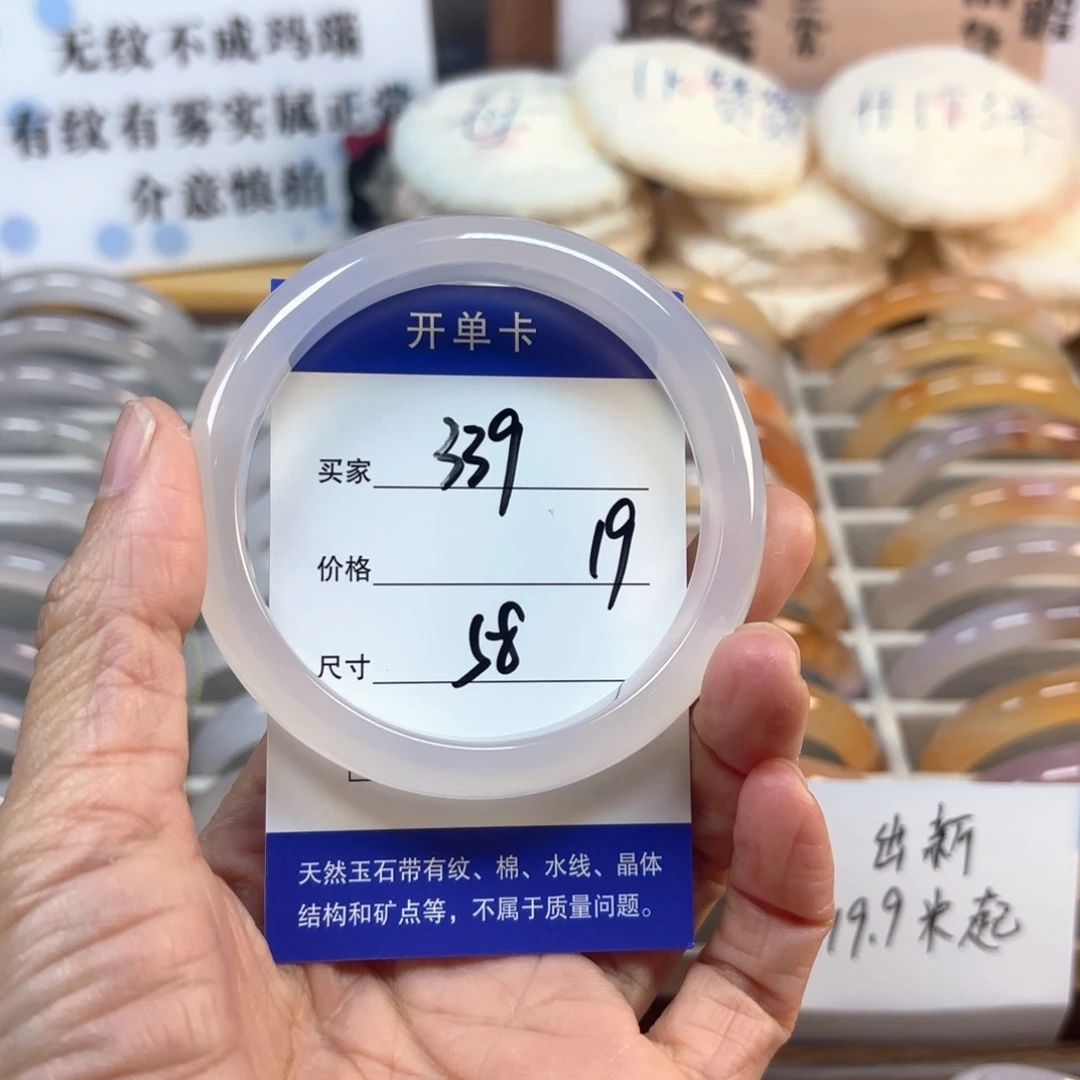 无纹不成玛瑙
有纹有雾实属正常
介意慎拍
开单卡
买家 339
价格 19
尺寸 58
天然玉石带有纹、棉、水线、晶体
结构和矿点等，不属于质量问题。
出新
19.9米起